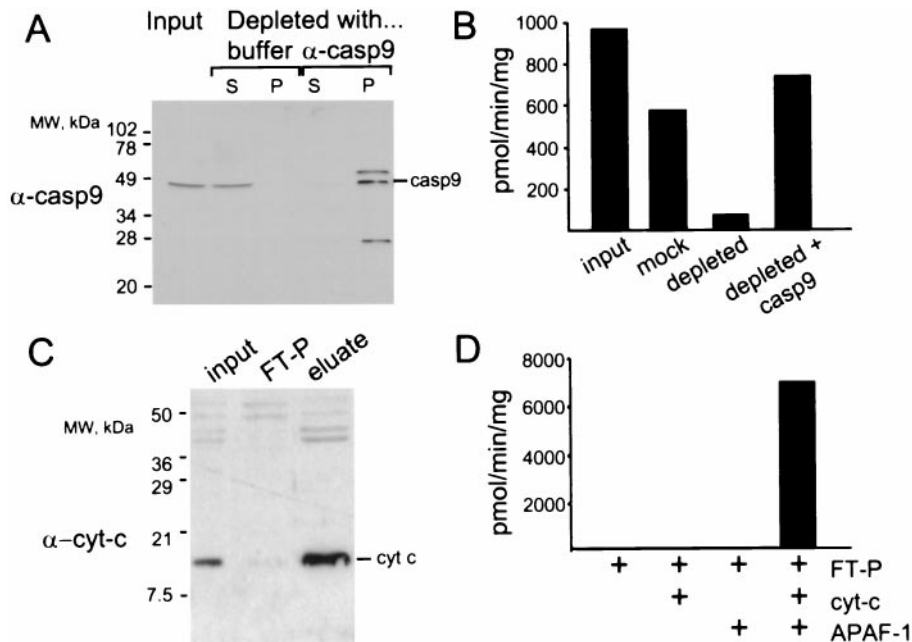 A
Input
Depleted with...
buffer α-casp9
S P S P
MW, kDa
102
78
49
34
28
20
α-casp9
casp9
B
pmol/min/mg
1000
800
600
400
200
input
mock
depleted
depleted +
casp9
C
input
FT-P
eluate
MW, kDa
50
36
29
21
7.5
α–cyt-c
cyt c
D
pmol/min/mg
8000
6000
4000
2000
+ + + + FT-P
+ + cyt-c
+ + APAF-1